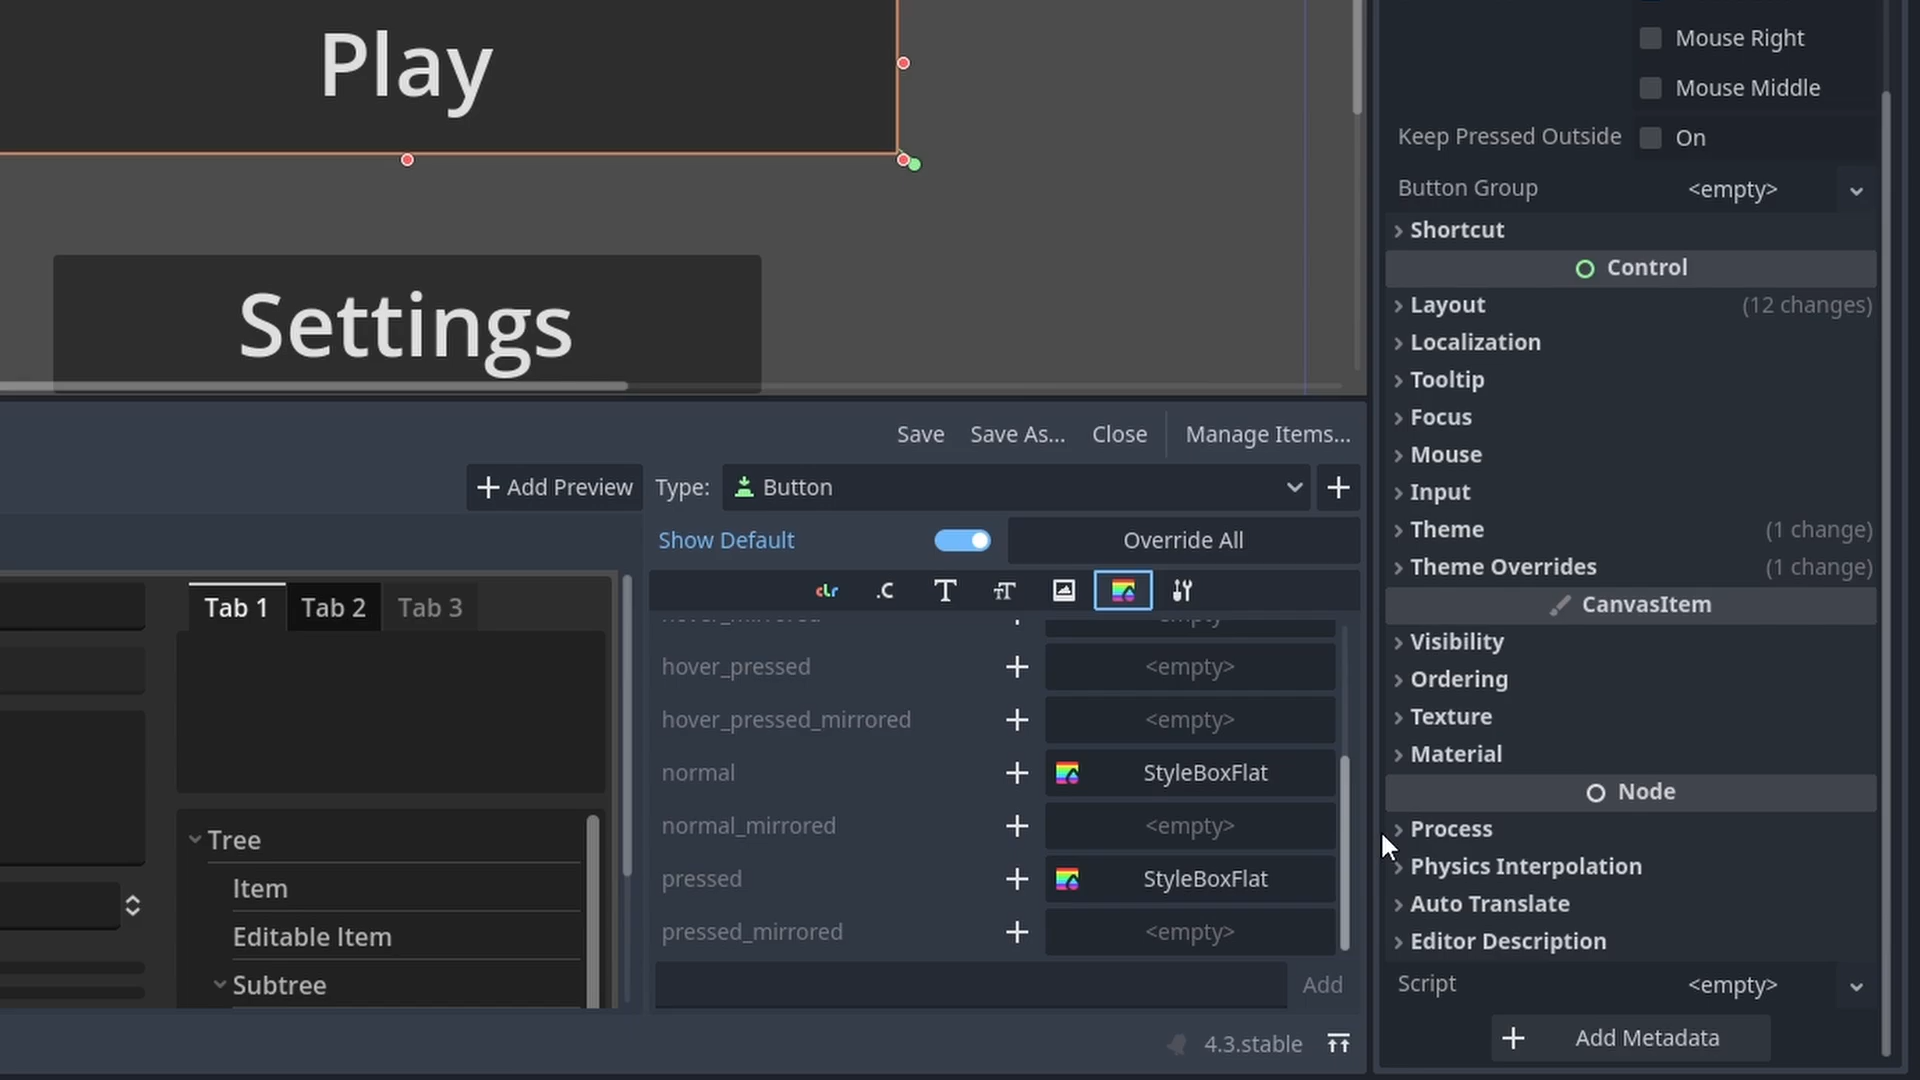 Play
Settings
Save Save As... Close Manage Items...
Add Preview Type: Button
Show Default Override All
Tab 1 Tab 2 Tab 3
Tree
Item
Editable Item
Subtree
hover_mirrored
hover_pressed <empty>
hover_pressed_mirrored <empty>
normal StyleBoxFlat
normal_mirrored <empty>
pressed StyleBoxFlat
pressed_mirrored <empty>
Add
4.3.stable
Mouse Right
Mouse Middle
Keep Pressed Outside On
Button Group <empty>
Shortcut
Control
Layout (12 changes)
Localization
Tooltip
Focus
Mouse
Input
Theme (1 change)
Theme Overrides (1 change)
CanvasItem
Visibility
Ordering
Texture
Material
Node
Process
Physics Interpolation
Auto Translate
Editor Description
Script <empty>
Add Metadata